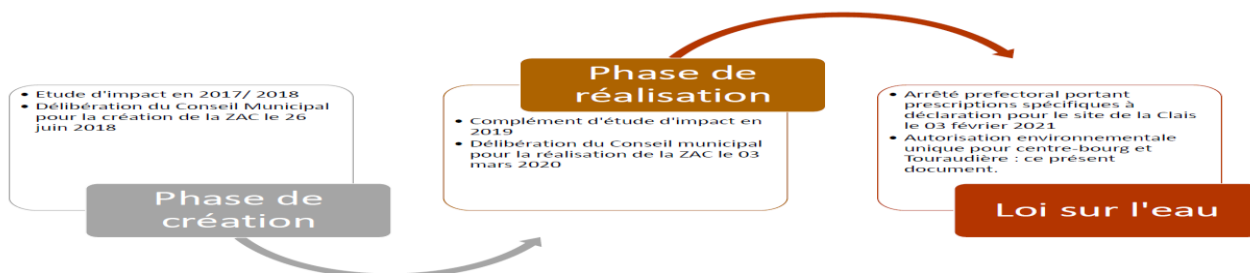 • Etude d'impact en 2017/ 2018
• Délibération du Conseil Municipal
pour la création de la ZAC le 26
juin 2018
Phase de
création
Phase de
réalisation
• Complément d'étude d'impact en
2019
• Délibération du Conseil municipal
pour la réalisation de la ZAC le 03
mars 2020
• Arrêté prefectoral portant
prescriptions spécifiques à
déclaration pour le site de la Clais
le 03 février 2021
• Autorisation environnementale
unique pour centre-bourg et
Touraudière : ce présent
document.
Loi sur l'eau